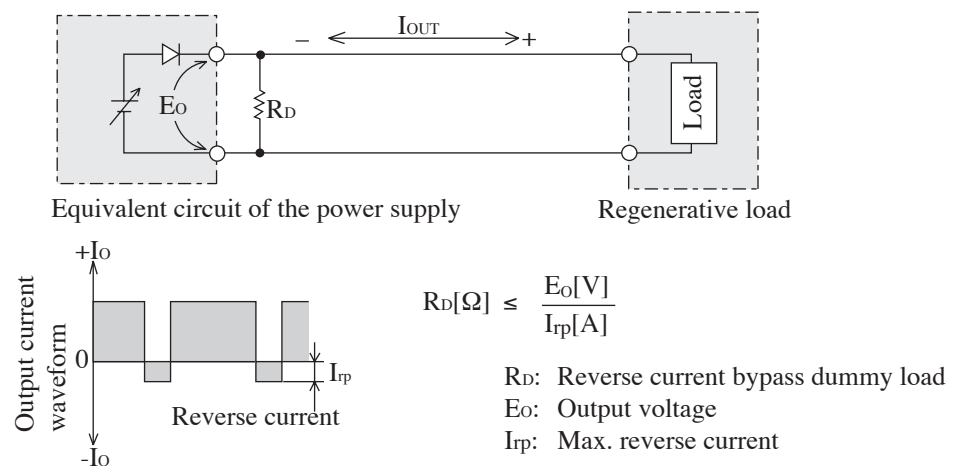 − IOUT +
EO
RD
Load
Equivalent circuit of the power supply
Regenerative load
+IO
Output current
waveform
0
Irp
Reverse current
-IO
RD[Ω] ≤ EO[V]
Irp[A]
RD: Reverse current bypass dummy load
EO: Output voltage
Irp: Max. reverse current